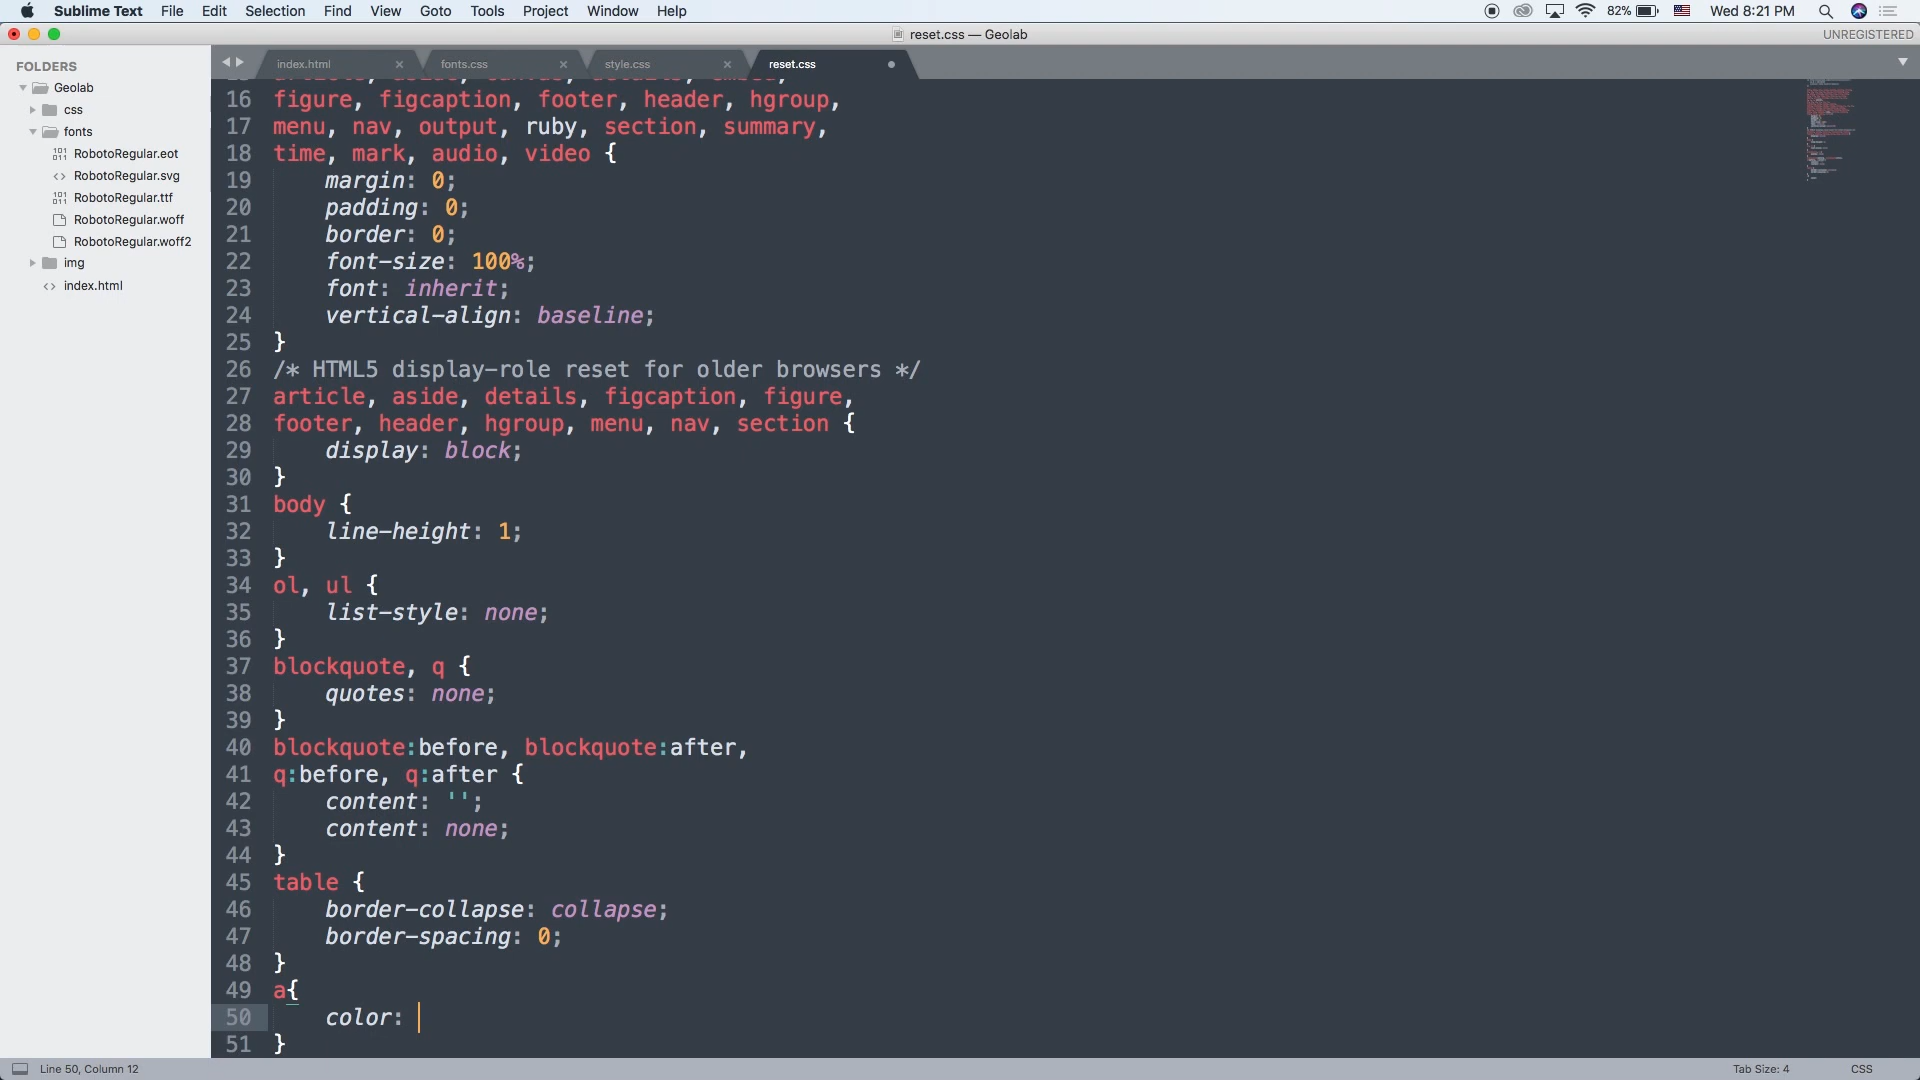 Sublime Text File Edit Selection Find View Goto Tools Project Window Help 82% Wed 8:21 PM
reset.css — Geolab UNREGISTERED
FOLDERS
Geolab
css
fonts
RobotoRegular.eot
RobotoRegular.svg
RobotoRegular.ttf
RobotoRegular.woff
RobotoRegular.woff2
img
index.html
index.html fonts.css style.css reset.css
16 figure, figcaption, footer, header, hgroup,
17 menu, nav, output, ruby, section, summary,
18 time, mark, audio, video {
19 margin: 0;
20 padding: 0;
21 border: 0;
22 font-size: 100%;
23 font: inherit;
24 vertical-align: baseline;
25 }
26 /* HTML5 display-role reset for older browsers */
27 article, aside, details, figcaption, figure,
28 footer, header, hgroup, menu, nav, section {
29 display: block;
30 }
31 body {
32 line-height: 1;
33 }
34 ol, ul {
35 list-style: none;
36 }
37 blockquote, q {
38 quotes: none;
39 }
40 blockquote:before, blockquote:after,
41 q:before, q:after {
42 content: '';
43 content: none;
44 }
45 table {
46 border-collapse: collapse;
47 border-spacing: 0;
48 }
49 a{
50 color:
51 }
Line 50, Column 12 Tab Size: 4 CSS